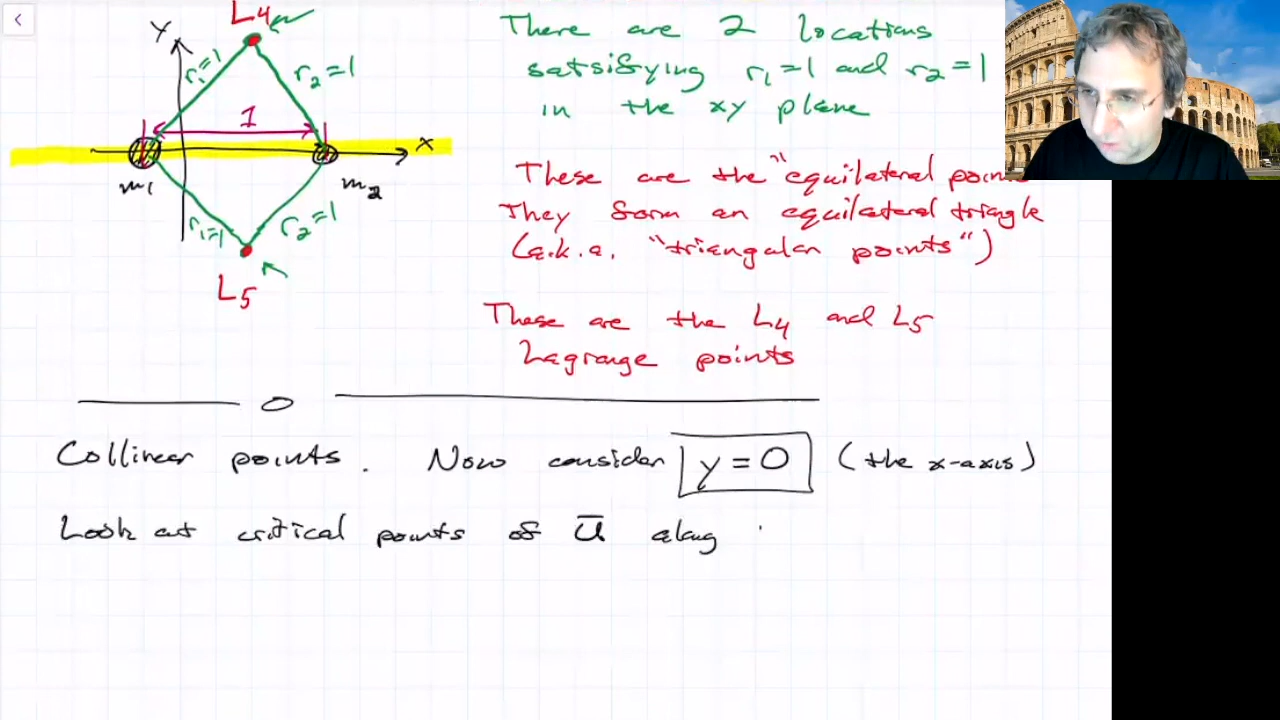 L4
y
r₁=1
r₂=1
1
x
m₁
m₂
r₁=1
r₂=1
L5
There are 2 locations
satsifying r₁=1 and r₂=1
in the xy plane
These are the "equilateral
They form an equilateral triangle
(a.k.a. "triangular points")
These are the L4 and L5
Lagrange points
Collinear points. Now consider y = 0 (the x-axis)
Look at critical points of Ū along